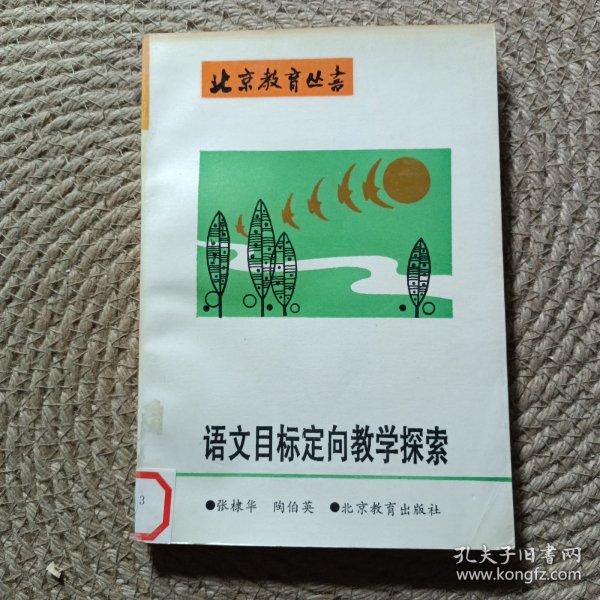 北京教育丛书
语文目标定向教学探索
●张棣华 陶伯英 ●北京教育出版社
3
孔夫子旧书网
www.kongfz.com